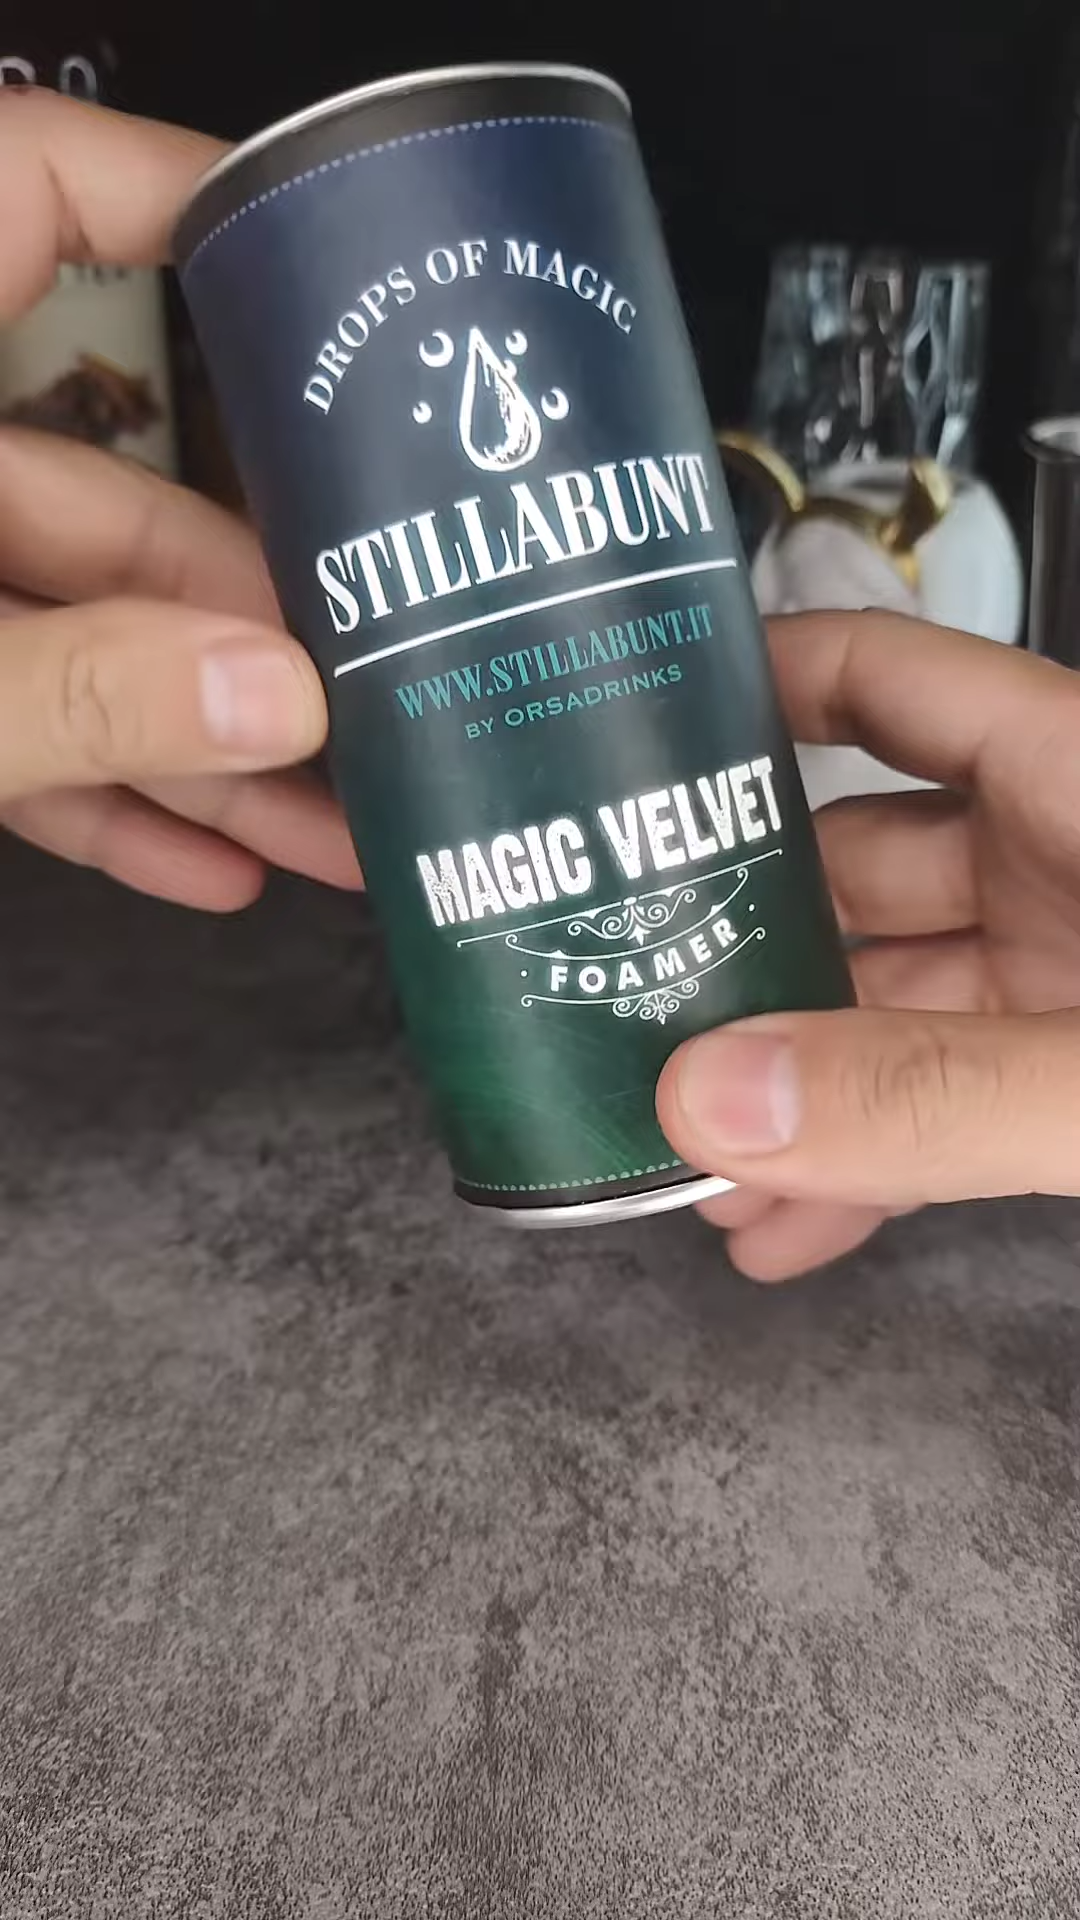 DROPS OF MAGIC
STILLABUNT
WWW.STILLABUNT.IT
BY ORSADRINKS
MAGIC VELVET
· FOAMER ·